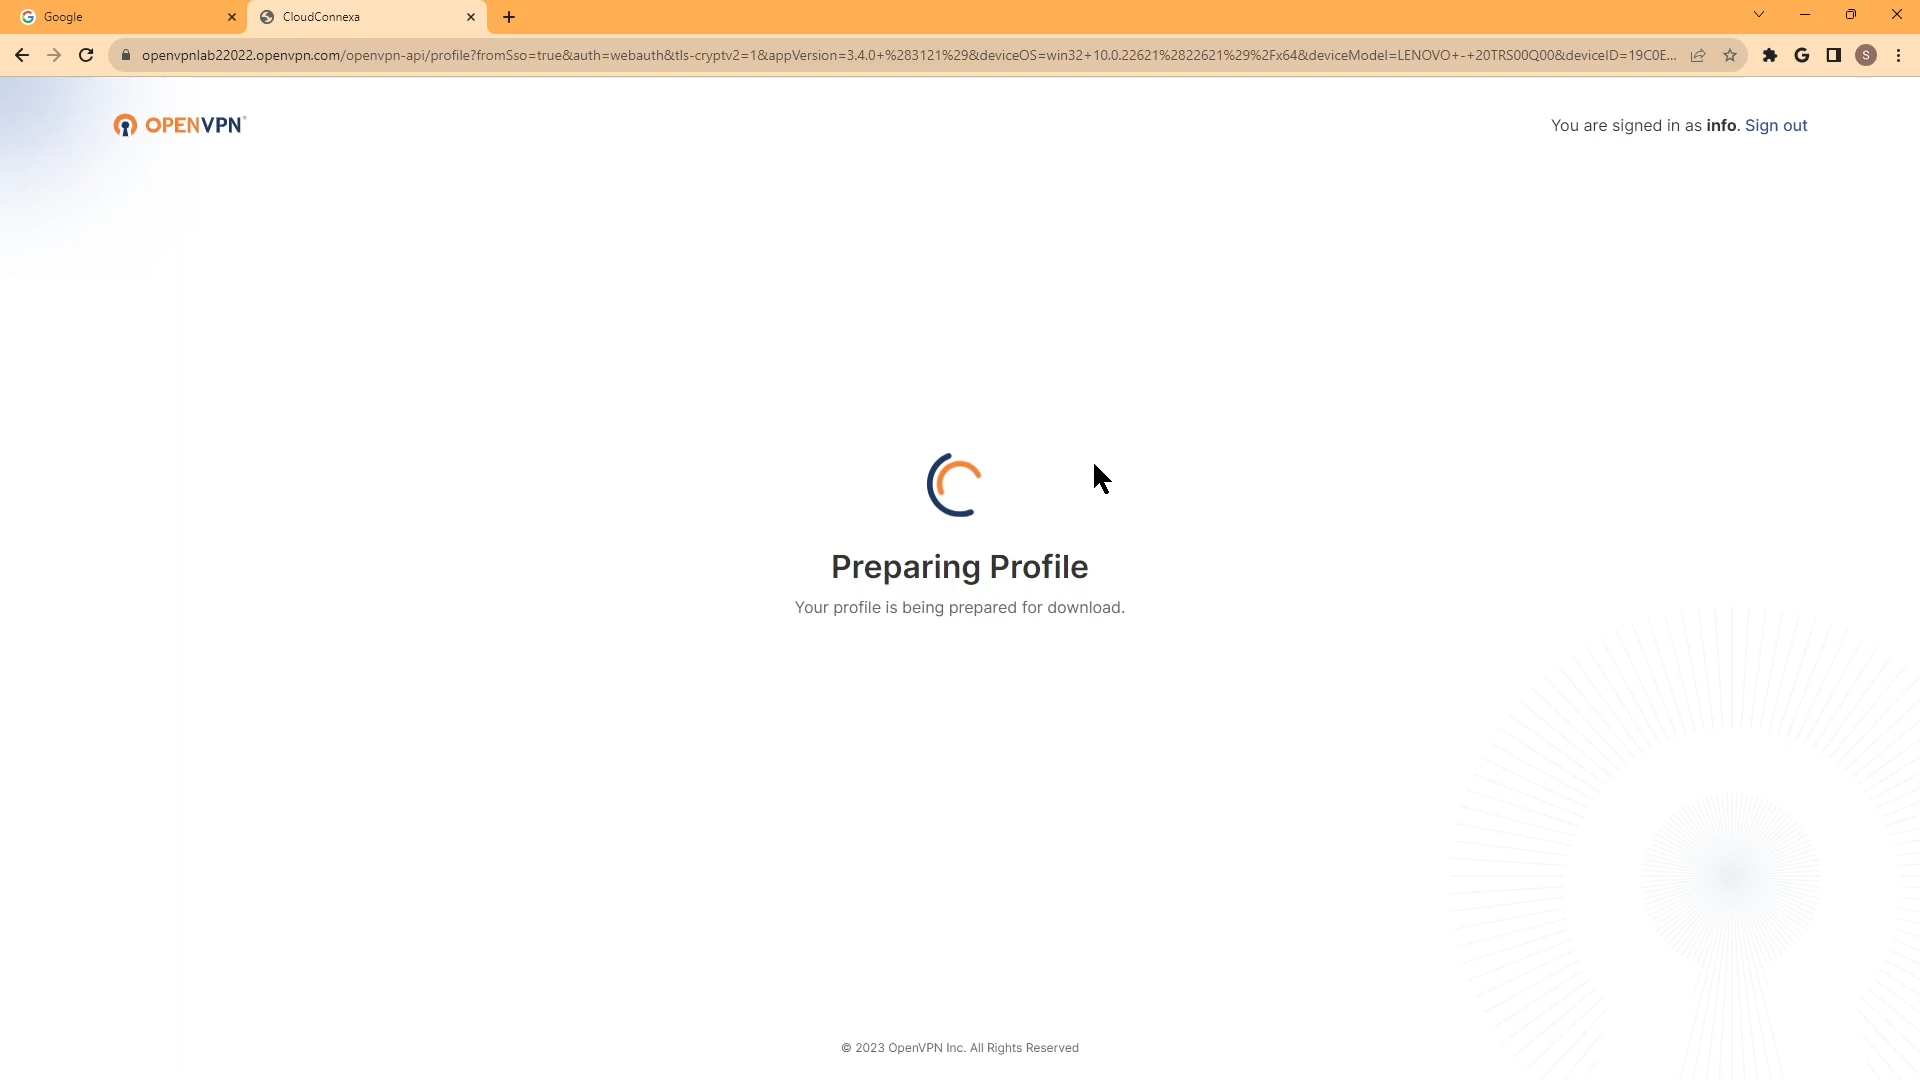 Google
CloudConnexa
openvpnlab22022.openvpn.com/openvpn-api/profile?fromSso=true&auth=webauth&tls-cryptv2=1&appVersion=3.4.0+%283121%29&deviceOS=win32+10.0.22621%2822621%29%2Fx64&deviceModel=LENOVO+-+20TRS00Q00&deviceID=19C0E...
S
OPENVPN
You are signed in as info. Sign out
Preparing Profile
Your profile is being prepared for download.
© 2023 OpenVPN Inc. All Rights Reserved